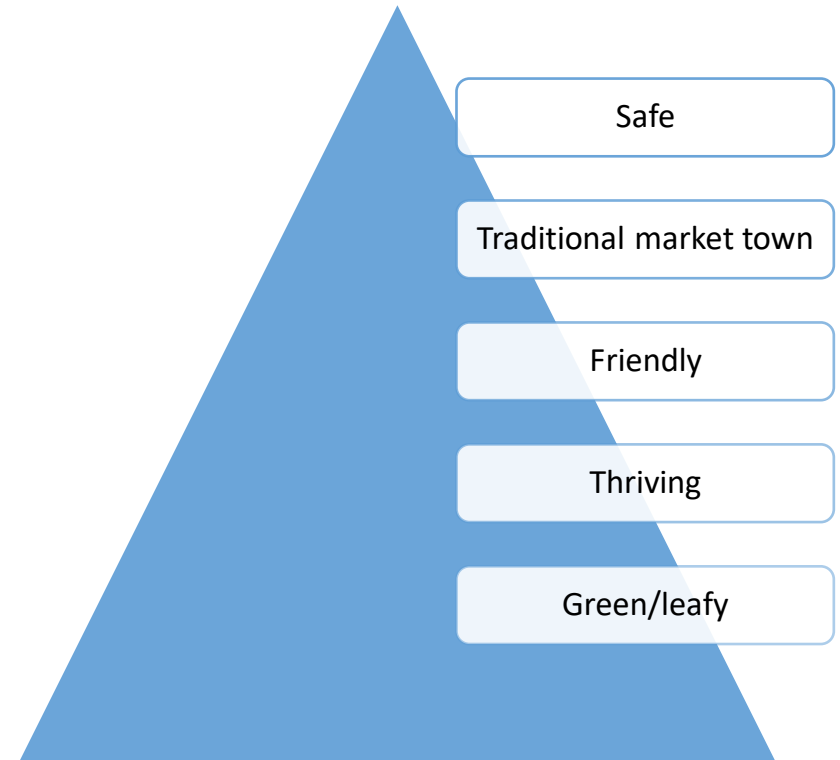 Safe
Traditional market town
Friendly
Thriving
Green/leafy